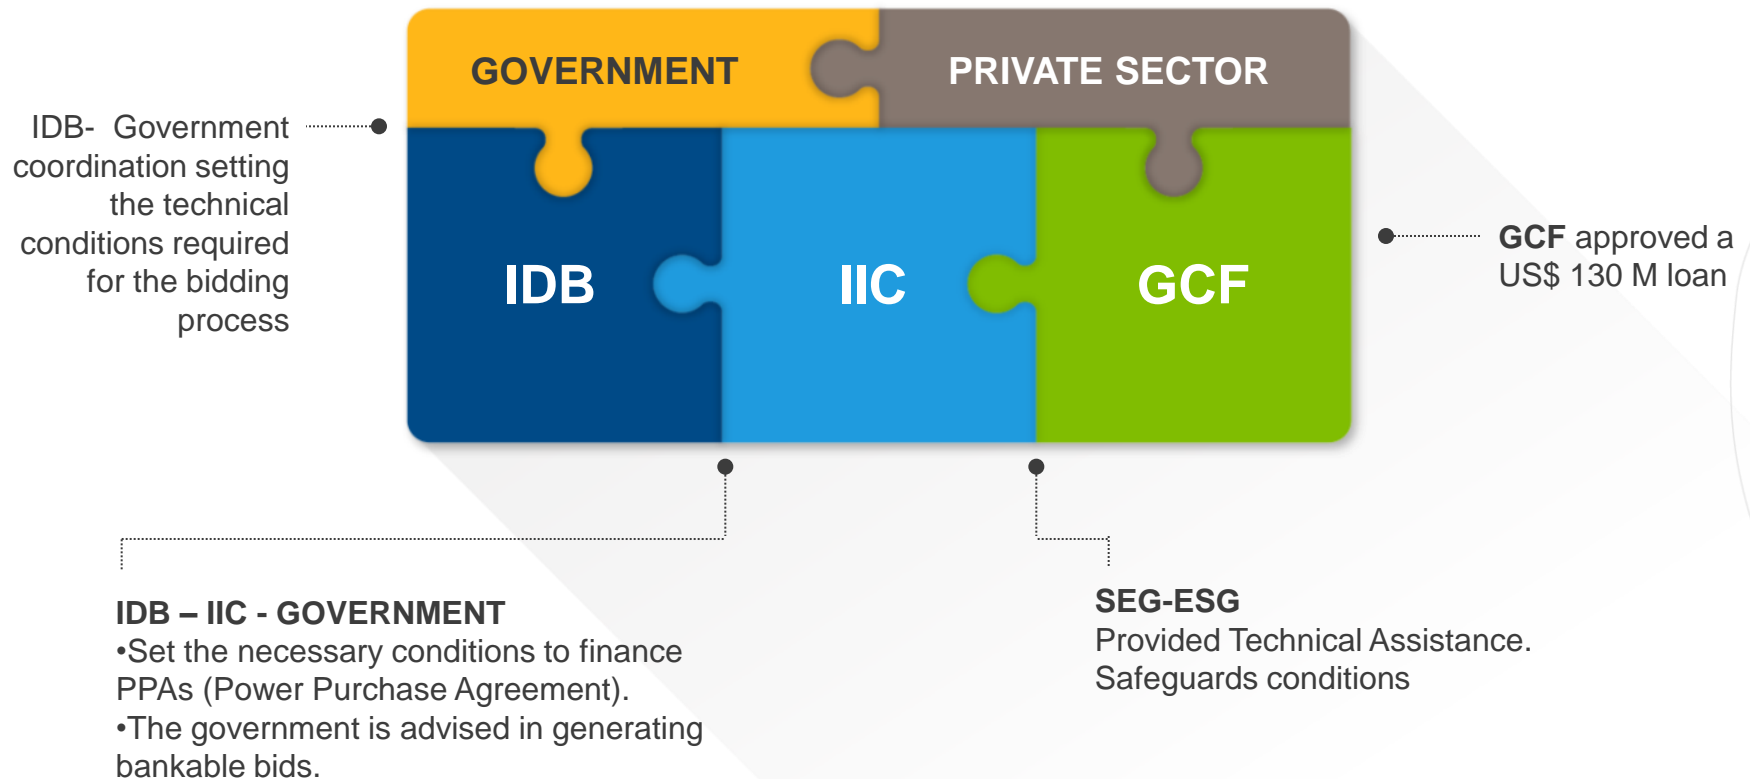 GOVERNMENT
PRIVATE SECTOR
IDB-  Government
coordination setting
the technical
conditions required
for the bidding
process
IDB
IIC
GCF
GCF approved a
US$ 130 M loan
IDB – IIC - GOVERNMENT
•Set the necessary conditions to finance
PPAs (Power Purchase Agreement).
•The government is advised in generating
bankable bids.
SEG-ESG
Provided Technical Assistance.
Safeguards conditions